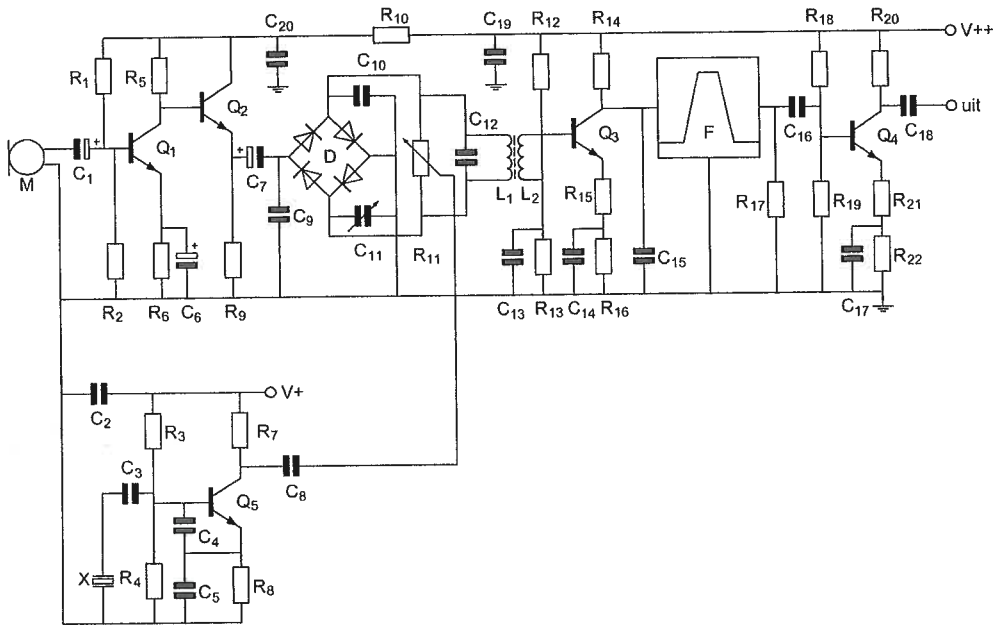 C20
R10
C19
R12
R14
R18
R20
V++
R1
R5
Q2
C10
C12
Q3
F
C16
Q4
C18
uit
M
C1
+
Q1
+
C7
D
C9
C11
R11
L1
L2
R15
C15
R17
R19
R21
R22
+
R2
R6
C6
R9
C13
R13
C14
R16
C17
C2
V+
R3
R7
C3
C8
Q5
C4
X
R4
C5
R8